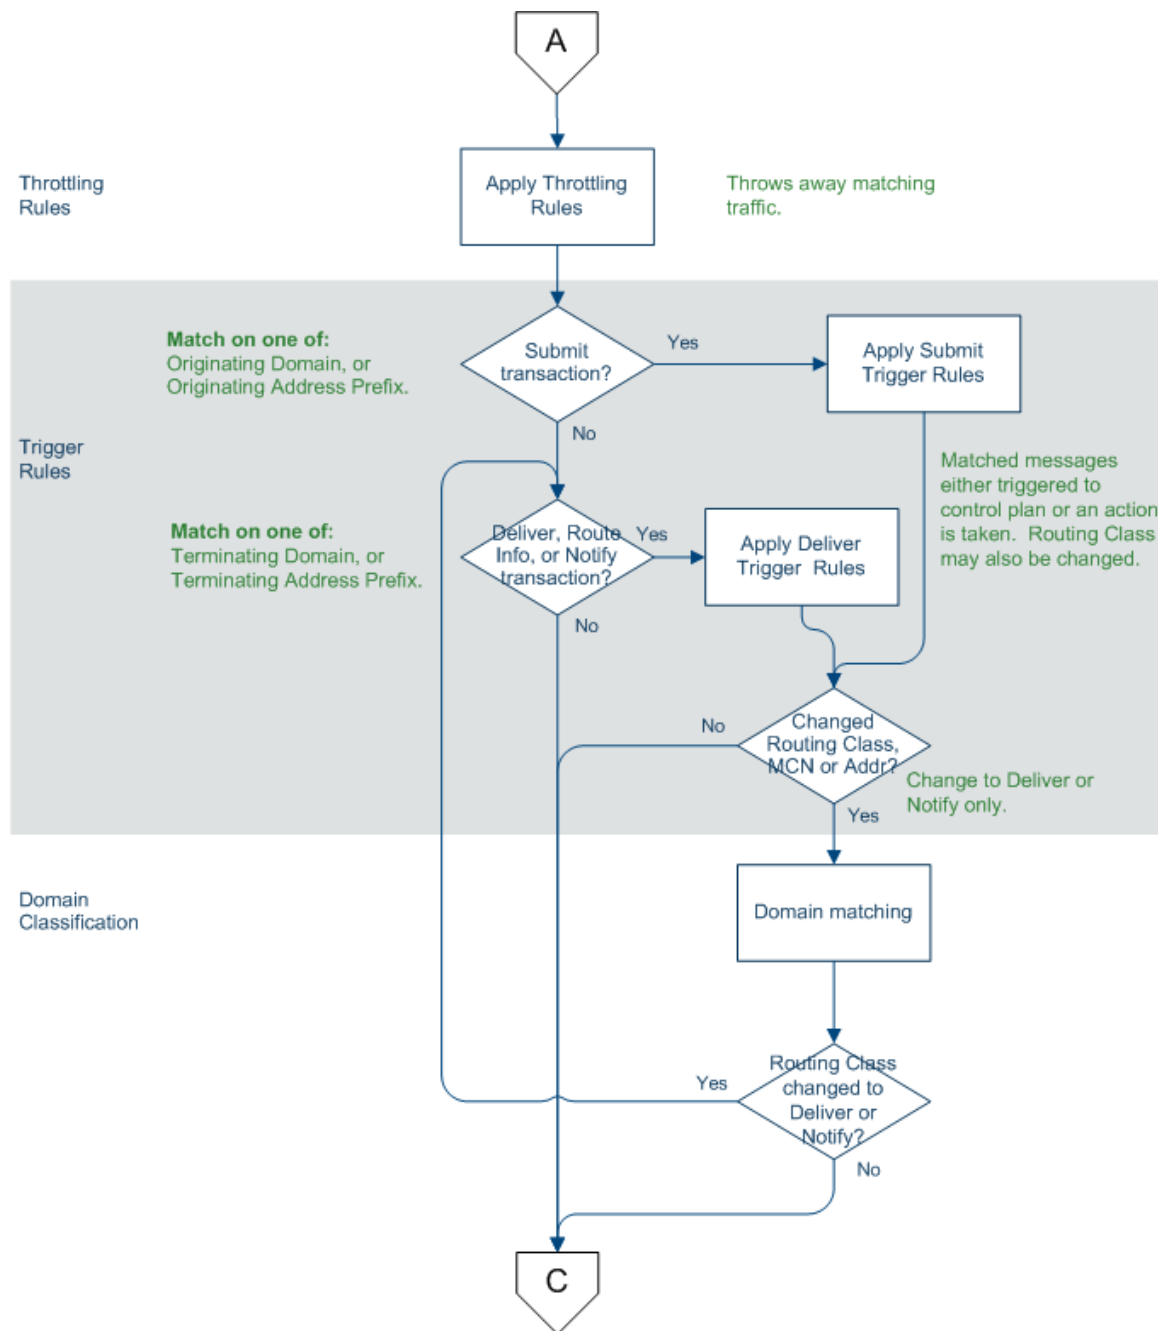 A
Throttling
Rules
Apply Throttling
Rules
Throws away matching
traffic.
Match on one of:
Originating Domain, or
Originating Address Prefix.
Submit
transaction?
Yes
Apply Submit
Trigger Rules
No
Trigger
Rules
Matched messages
either triggered to
control plan or an action
is taken. Routing Class
may also be changed.
Match on one of:
Terminating Domain, or
Terminating Address Prefix.
Deliver, Route
Info, or Notify
transaction?
Yes
Apply Deliver
Trigger Rules
No
Changed
Routing Class,
MCN or Addr?
No
Change to Deliver or
Notify only.
Yes
Domain
Classification
Domain matching
Routing Class
changed to
Deliver or
Notify?
Yes
No
C